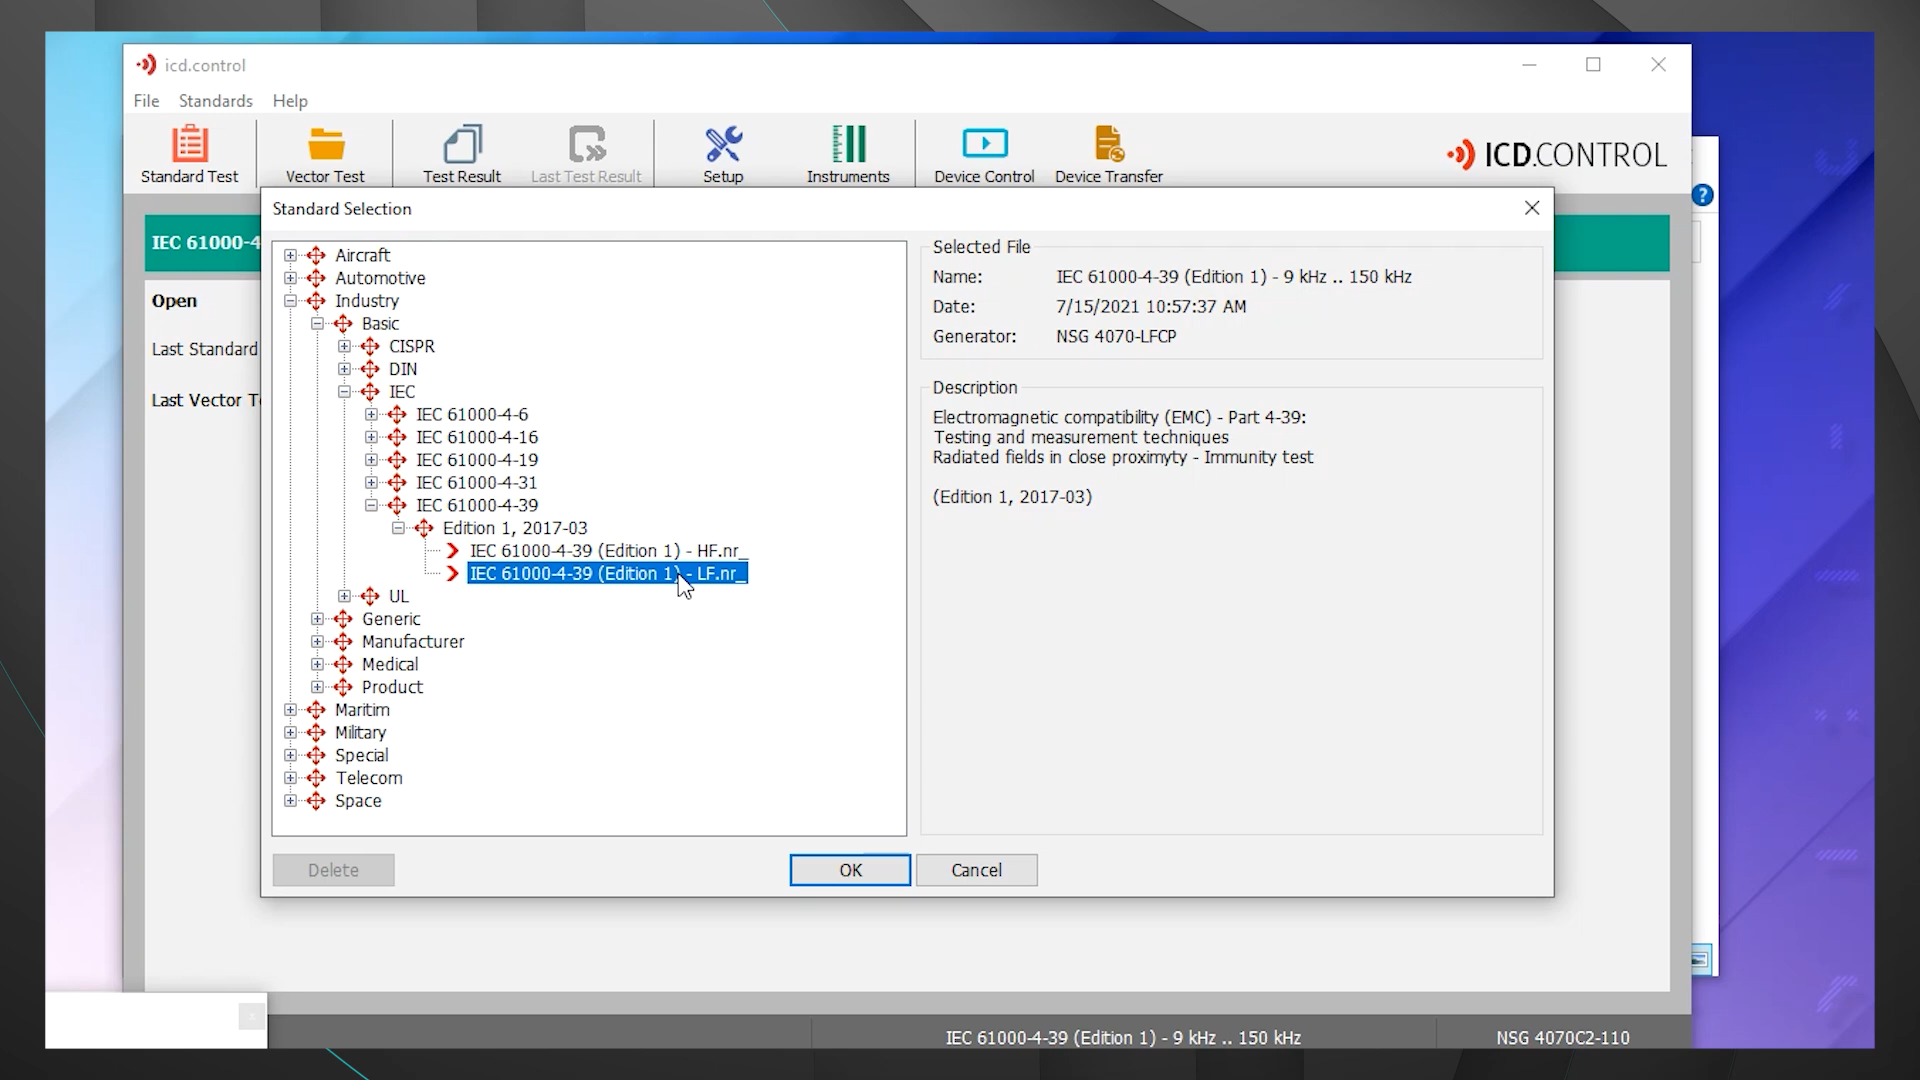 icd.control
File Standards Help
Standard Test Vector Test Test Result Last Test Result Setup Instruments Device Control Device Transfer
ICD.CONTROL
Standard Selection
IEC 61000-4
Open
Last Standard
Last Vector T
Aircraft
Automotive
Industry
Basic
CISPR
DIN
IEC
IEC 61000-4-6
IEC 61000-4-16
IEC 61000-4-19
IEC 61000-4-31
IEC 61000-4-39
Edition 1, 2017-03
IEC 61000-4-39 (Edition 1) - HF.nr_
IEC 61000-4-39 (Edition 1) - LF.nr_
UL
Generic
Manufacturer
Medical
Product
Maritim
Military
Special
Telecom
Space
Selected File
Name: IEC 61000-4-39 (Edition 1) - 9 kHz .. 150 kHz
Date: 7/15/2021 10:57:37 AM
Generator: NSG 4070-LFCP
Description
Electromagnetic compatibility (EMC) - Part 4-39:
Testing and measurement techniques
Radiated fields in close proximyty - Immunity test
(Edition 1, 2017-03)
Delete OK Cancel
IEC 61000-4-39 (Edition 1) - 9 kHz .. 150 kHz NSG 4070C2-110